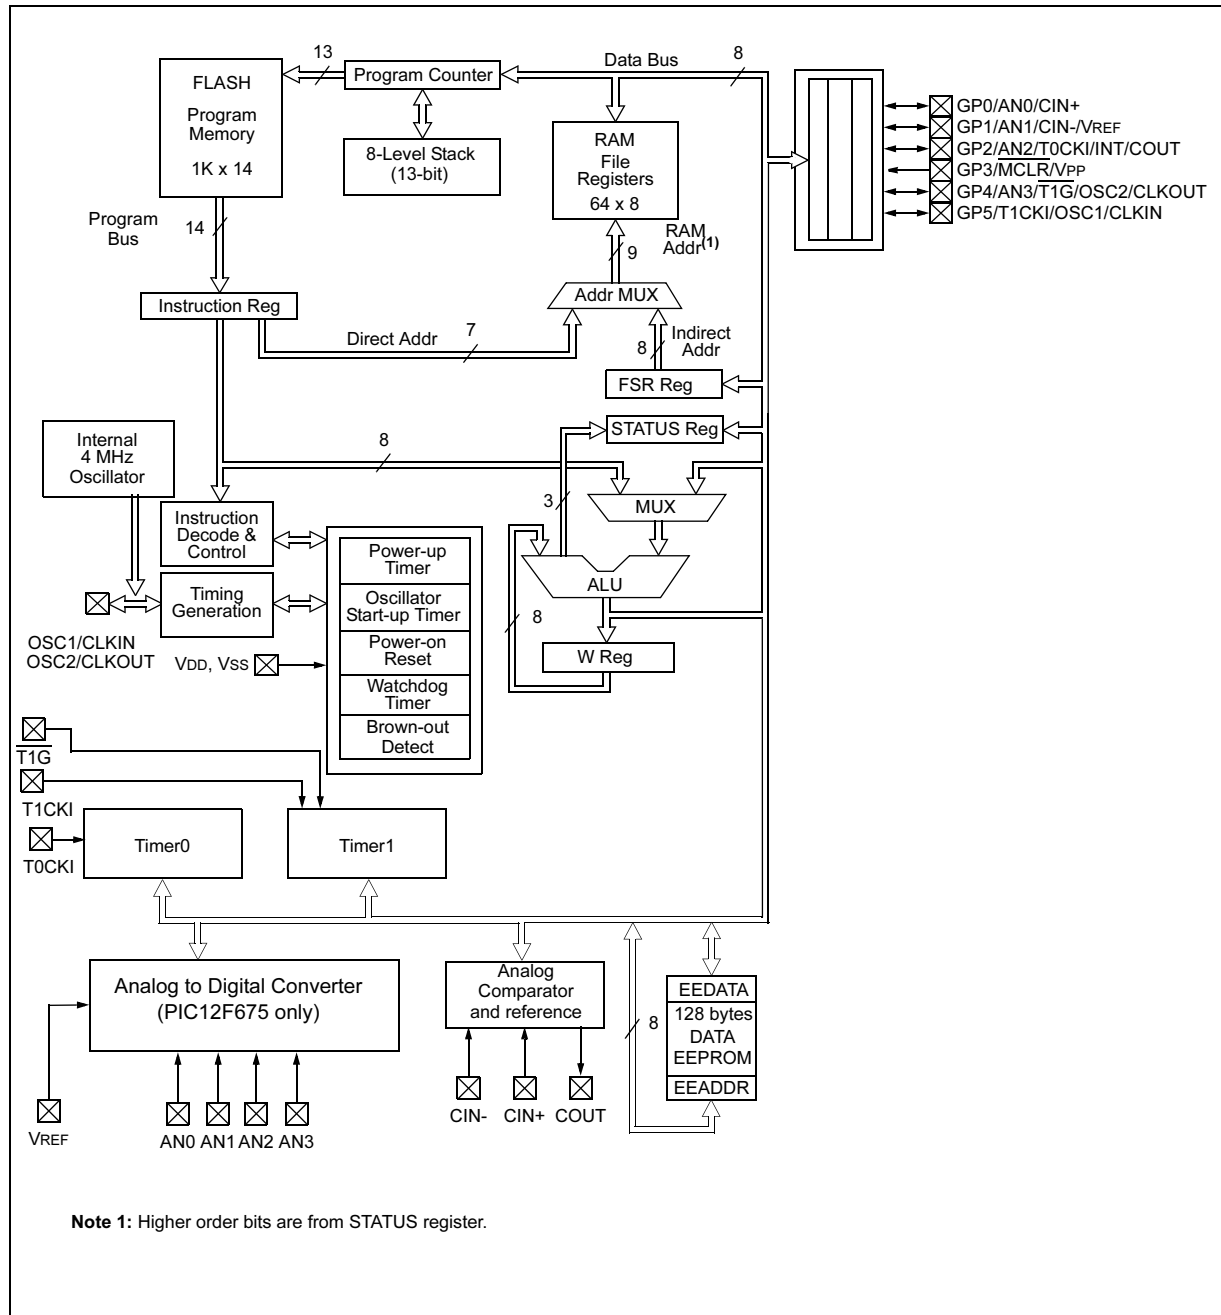 13
Data Bus
8
FLASH
Program
Memory
1K x 14
Program Counter
8-Level Stack
(13-bit)
RAM
File
Registers
64 x 8
GP0/AN0/CIN+
GP1/AN1/CIN-/VREF
GP2/AN2/T0CKI/INT/COUT
GP3/MCLR/VPP
GP4/AN3/T1G/OSC2/CLKOUT
GP5/T1CKI/OSC1/CLKIN
Program
Bus
14
RAM
Addr(1)
9
Addr MUX
Instruction Reg
Direct Addr
7
8
Indirect
Addr
FSR Reg
STATUS Reg
Internal
4 MHz
Oscillator
8
3
MUX
Instruction
Decode &
Control
Power-up
Timer
ALU
Timing
Generation
Oscillator
Start-up Timer
8
OSC1/CLKIN
OSC2/CLKOUT
VDD, VSS
Power-on
Reset
W Reg
Watchdog
Timer
Brown-out
Detect
T1G
T1CKI
T0CKI
Timer0
Timer1
Analog to Digital Converter
(PIC12F675 only)
Analog
Comparator
and reference
EEDATA
128 bytes
DATA
EEPROM
EEADDR
8
VREF
AN0 AN1 AN2 AN3
CIN- CIN+ COUT
Note 1: Higher order bits are from STATUS register.